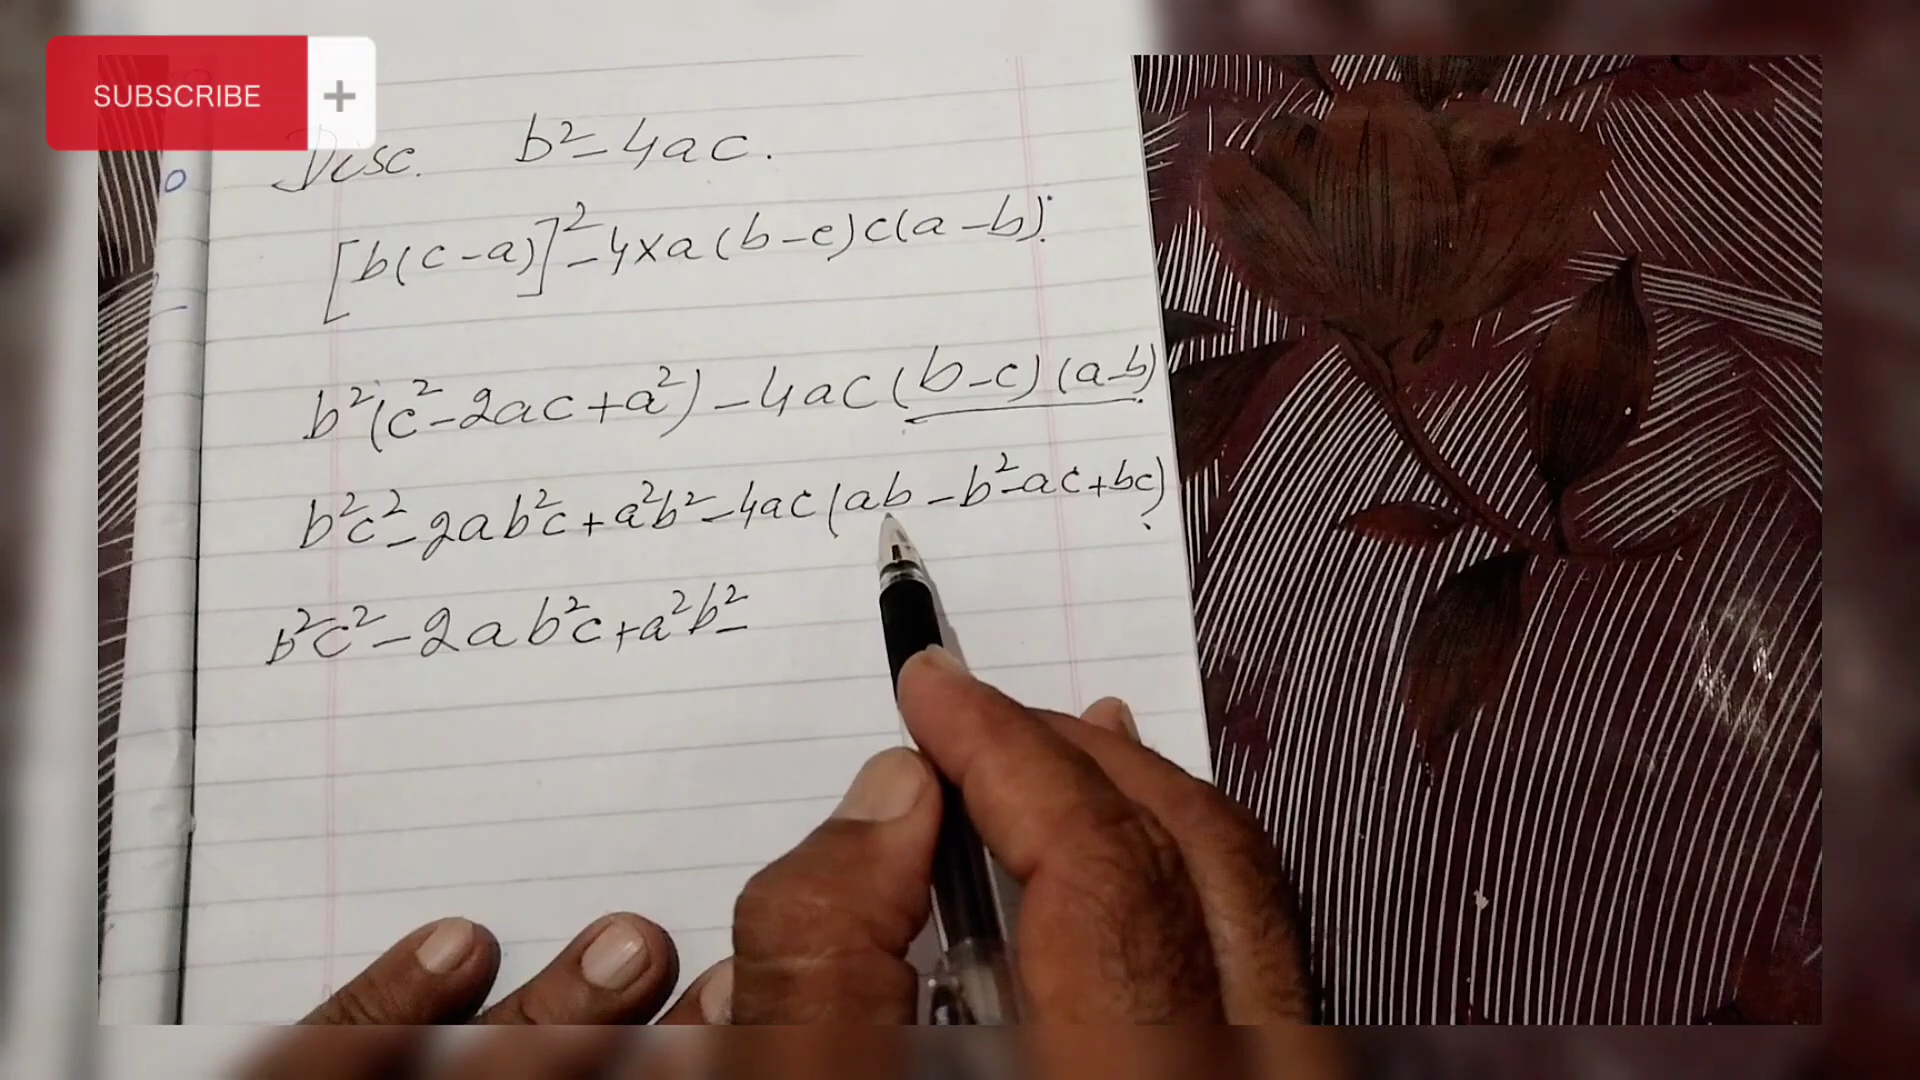 SUBSCRIBE +
Disc. b² - 4ac.
[b(c-a)]² - 4×a(b-c)c(a-b).
b²(c² - 2ac + a²) - 4ac(b-c)(a-b)
b²c² - 2ab²c + a²b² - 4ac(ab - b² - ac + bc)
b²c² - 2ab²c + a²b² -